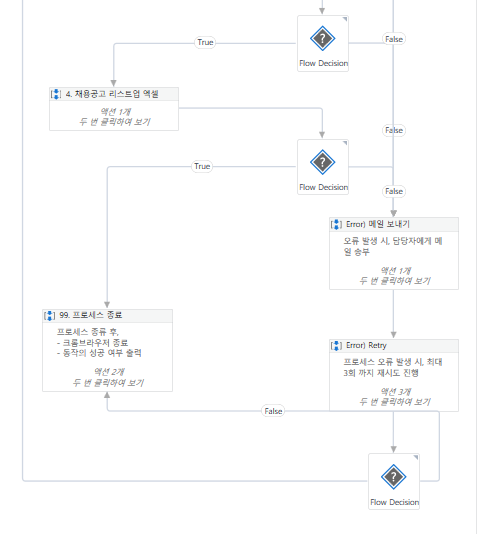 True
False
Flow Decision
4. 채용공고 리스트업 엑셀
액션 1개
두 번 클릭하여 보기
False
True
Flow Decision
False
Error) 메일 보내기
오류 발생 시, 담당자에게 메
일 송부
액션 1개
두 번 클릭하여 보기
99. 프로세스 종료
프로세스 종류 후,
- 크롬브라우저 종료
- 동작의 성공 여부 출력
액션 2개
두 번 클릭하여 보기
Error) Retry
프로세스 오류 발생 시, 최대
3회 까지 재시도 진행
액션 3개
두 번 클릭하여 보기
False
Flow Decision